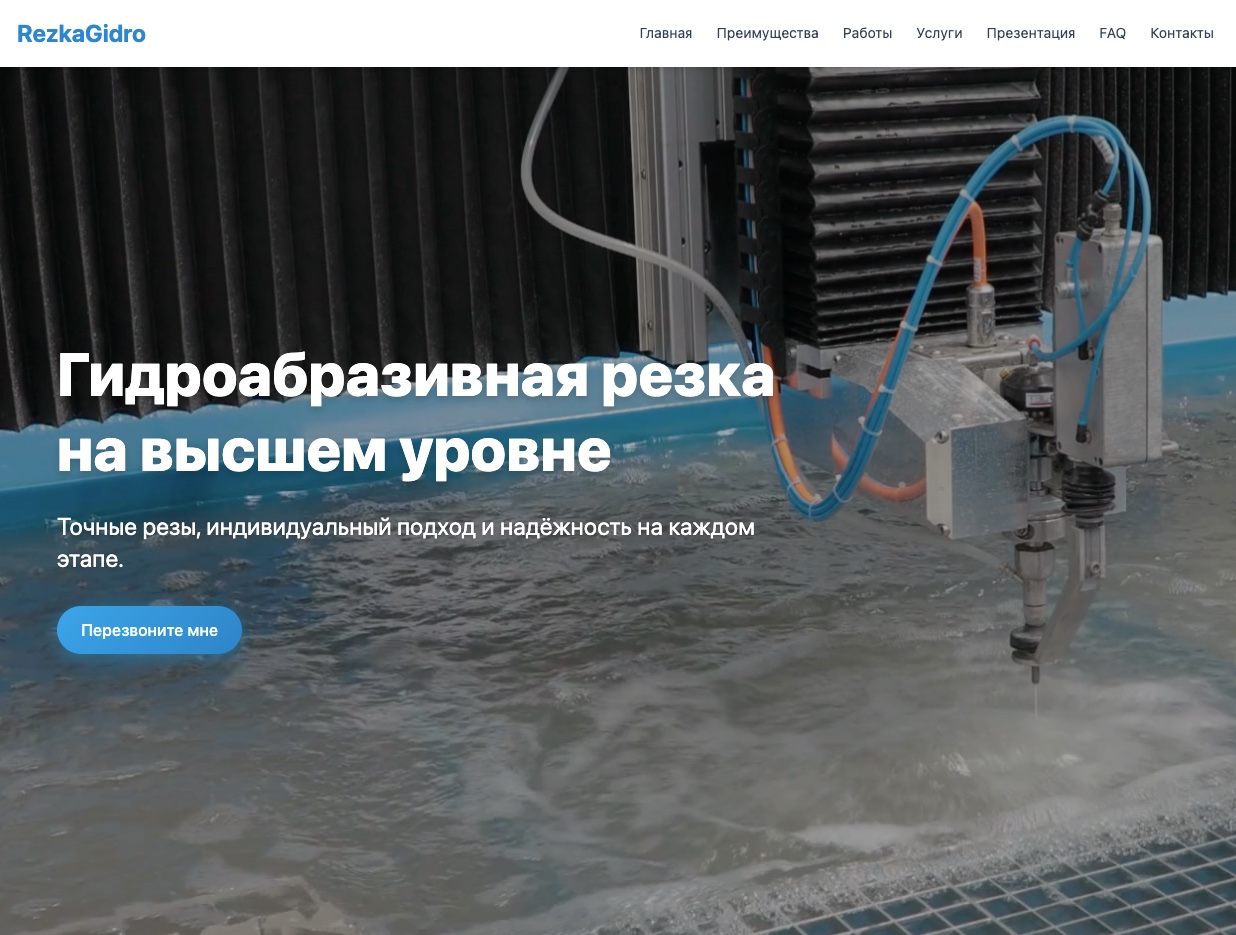 RezkaGidro
Главная Преимущества Работы Услуги Презентация FAQ Контакты
Гидроабразивная резка
на высшем уровне
Точные резы, индивидуальный подход и надёжность на каждом
этапе.
Перезвоните мне